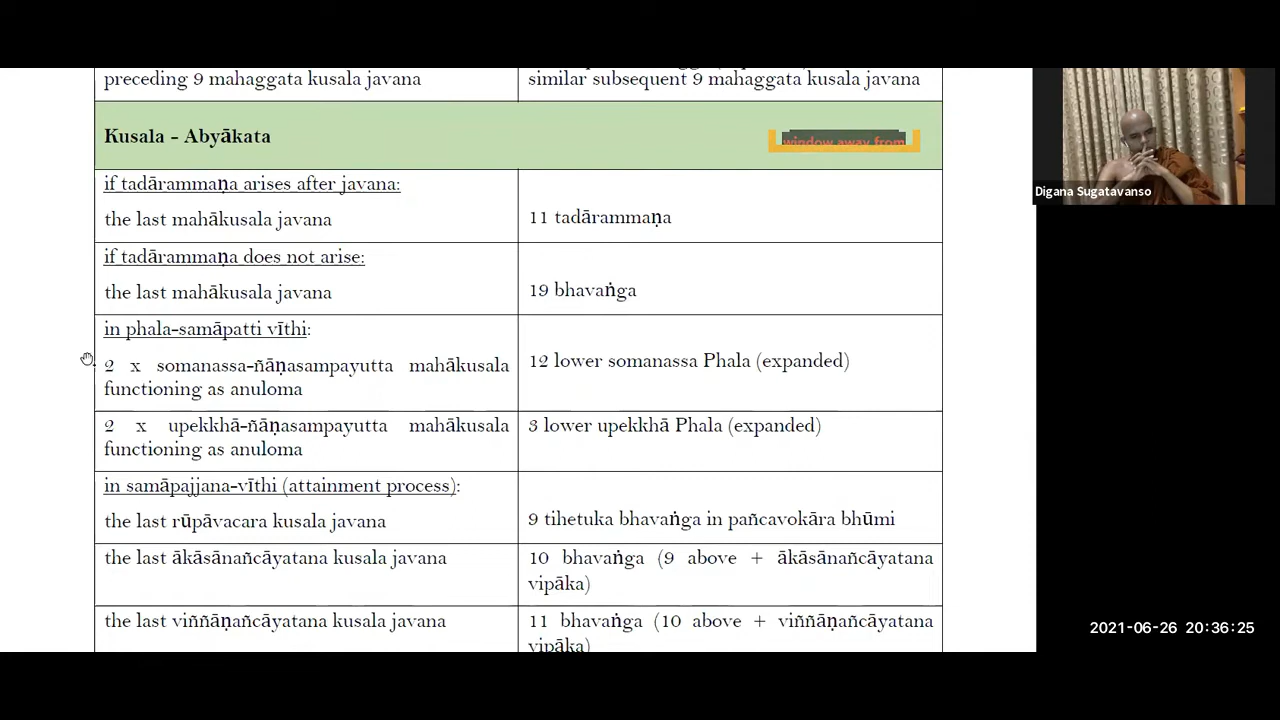 preceding 9 mahaggata kusala javana
similar subsequent 9 mahaggata kusala javana
Kusala - Abyākata
window away from
if tadārammaṇa arises after javana:
the last mahākusala javana
11 tadārammaṇa
if tadārammaṇa does not arise:
the last mahākusala javana
19 bhavaṅga
in phala-samāpatti vīthi:
2 x somanassa-ñāṇasampayutta mahākusala
functioning as anuloma
12 lower somanassa Phala (expanded)
2 x upekkhā-ñāṇasampayutta mahākusala
functioning as anuloma
3 lower upekkhā Phala (expanded)
in samāpajjana-vīthi (attainment process):
the last rūpāvacara kusala javana
9 tihetuka bhavaṅga in pañcavokāra bhūmi
the last ākāsānañcāyatana kusala javana
10 bhavaṅga (9 above + ākāsānañcāyatana
vipāka)
the last viññāṇañcāyatana kusala javana
11 bhavaṅga (10 above + viññāṇañcāyatana
vipāka)
Digana Sugatavanso
2021-06-26 20:36:25